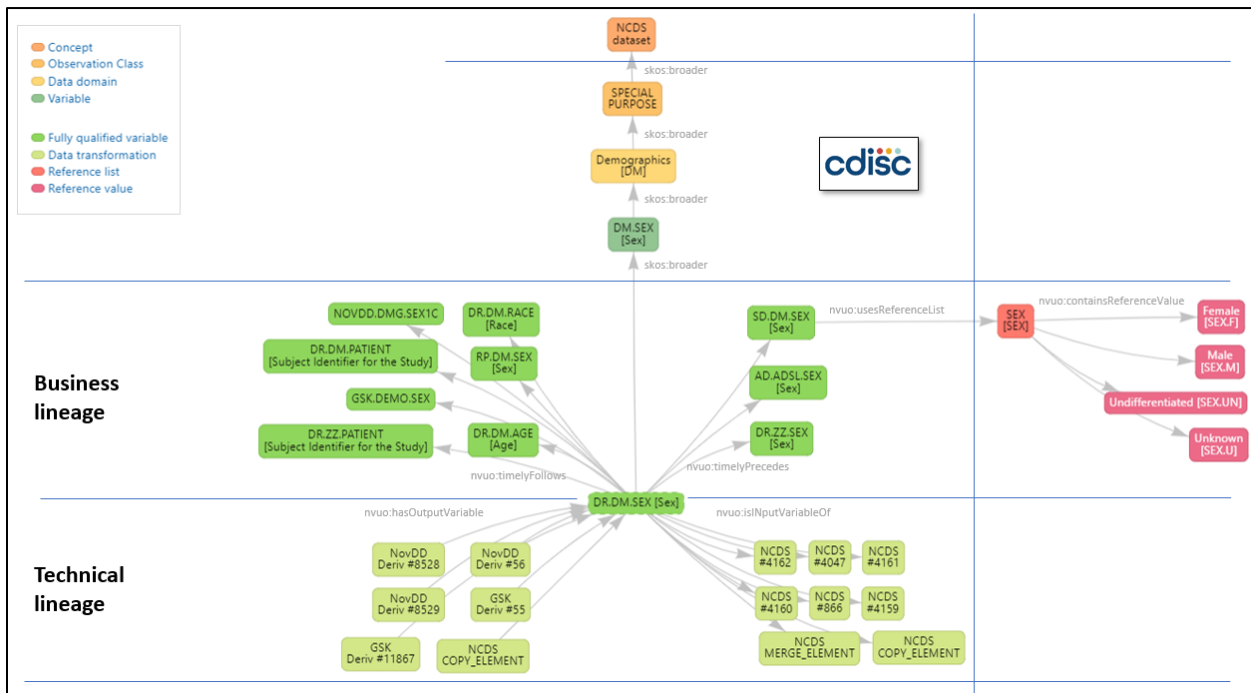 Concept
Observation Class
Data domain
Variable
Fully qualified variable
Data transformation
Reference list
Reference value
NCDS
dataset
skos:broader
SPECIAL
PURPOSE
skos:broader
Demographics
[DM]
skos:broader
DM.SEX
[Sex]
skos:broader
cdisc
Business
lineage
NOVDD.DMG.SEX1C
DR.DM.RACE
[Race]
DR.DM.PATIENT
[Subject Identifier for the Study]
RP.DM.SEX
[Sex]
GSK.DEMO.SEX
DR.ZZ.PATIENT
[Subject Identifier for the Study]
DR.DM.AGE
[Age]
nvuo:timelyFollows
SD.DM.SEX
[Sex]
nvuo:usesReferenceList
AD.ADSL.SEX
[Sex]
DR.ZZ.SEX
[Sex]
nvuo:timelyPrecedes
SEX
[SEX]
nvuo:containsReferenceValue
Female
[SEX.F]
Male
[SEX.M]
Undifferentiated [SEX.UN]
Unknown
[SEX.U]
DR.DM.SEX [Sex]
Technical
lineage
nvuo:hasOutputVariable
nvuo:isINputVariableOf
NovDD
Deriv #8528
NovDD
Deriv #56
NovDD
Deriv #8529
GSK
Deriv #55
GSK
Deriv #11867
NCDS
COPY_ELEMENT
NCDS
#4162
NCDS
#4047
NCDS
#4161
NCDS
#4160
NCDS
#866
NCDS
#4159
NCDS
MERGE_ELEMENT
NCDS
COPY_ELEMENT